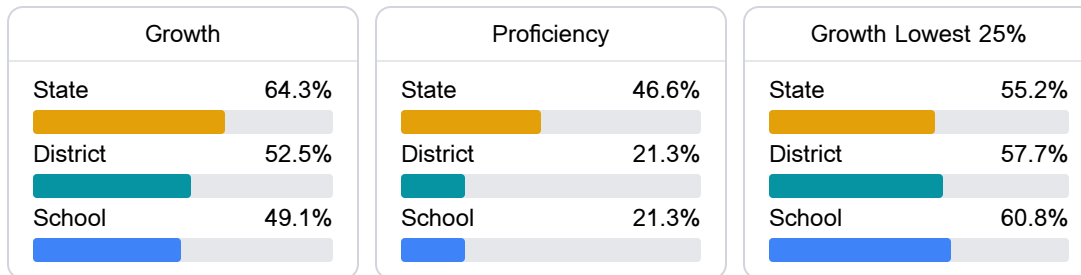 Growth
State 64.3%
District 52.5%
School 49.1%
Proficiency
State 46.6%
District 21.3%
School 21.3%
Growth Lowest 25%
State 55.2%
District 57.7%
School 60.8%